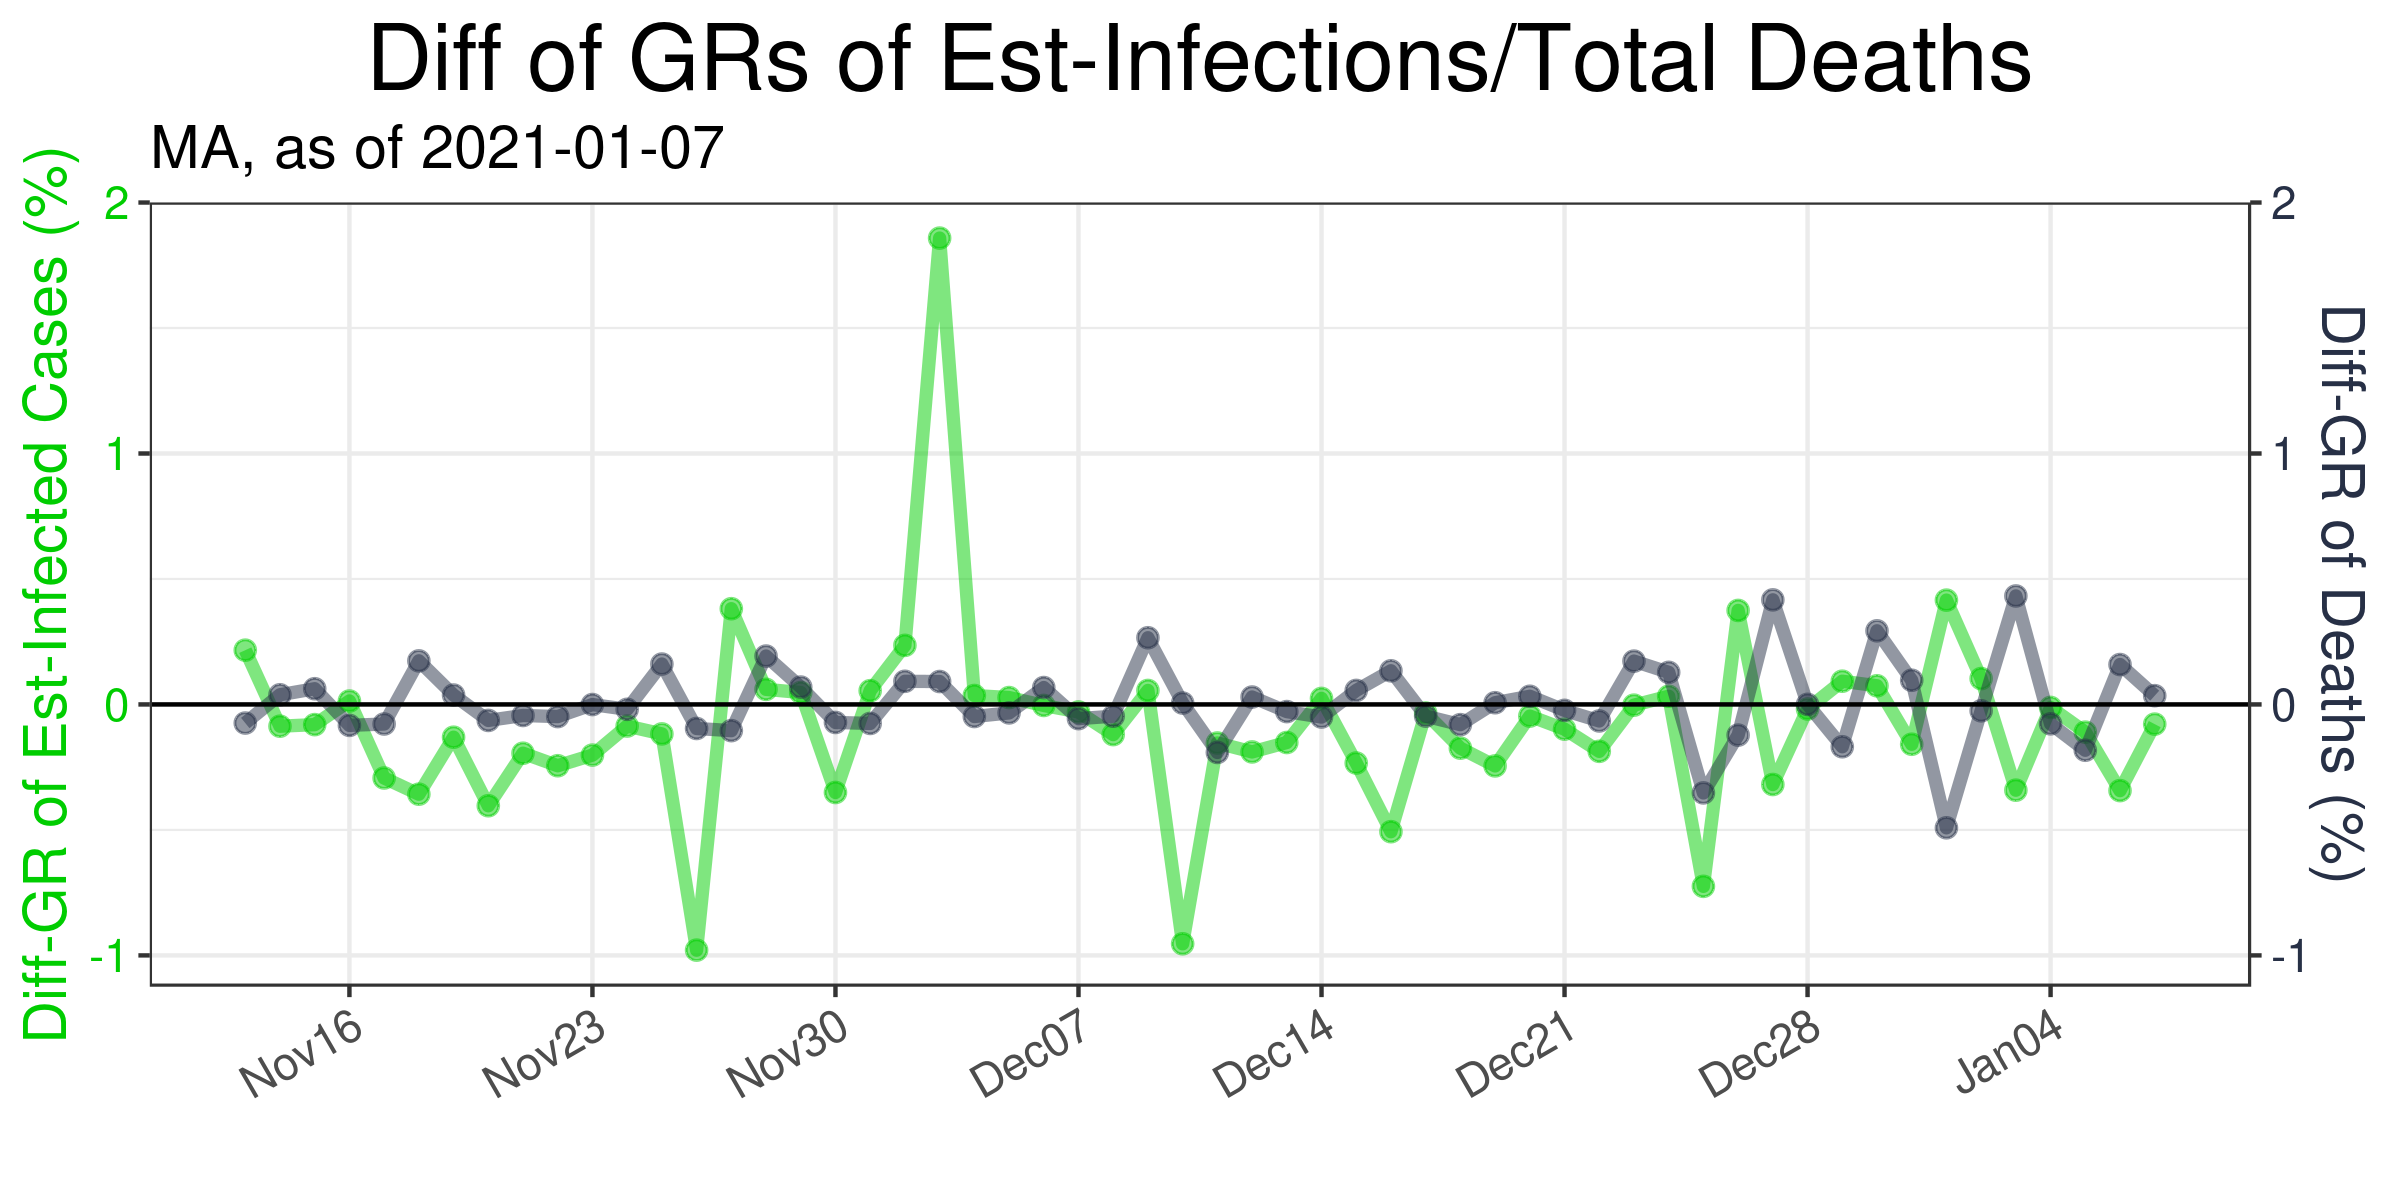 Diff of GRs of Est-Infections/Total Deaths
MA, as of 2021-01-07
Diff-GR of Est-Infected Cases (%)
2
1
0
-1
2
1
0
-1
Diff-GR of Deaths (%)
Nov16
Nov23
Nov30
Dec07
Dec14
Dec21
Dec28
Jan04